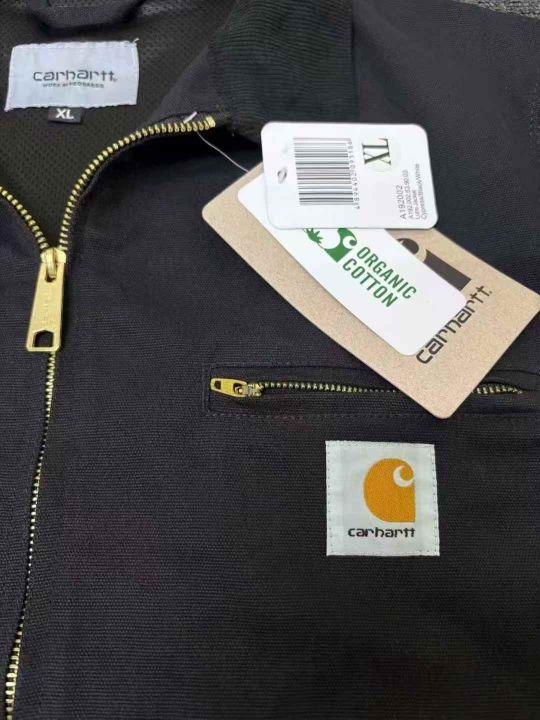 carhartt
WORK IN PROGRESS
XL
XL
A192002
ORGANIC
COTTON
carhartt
carhartt